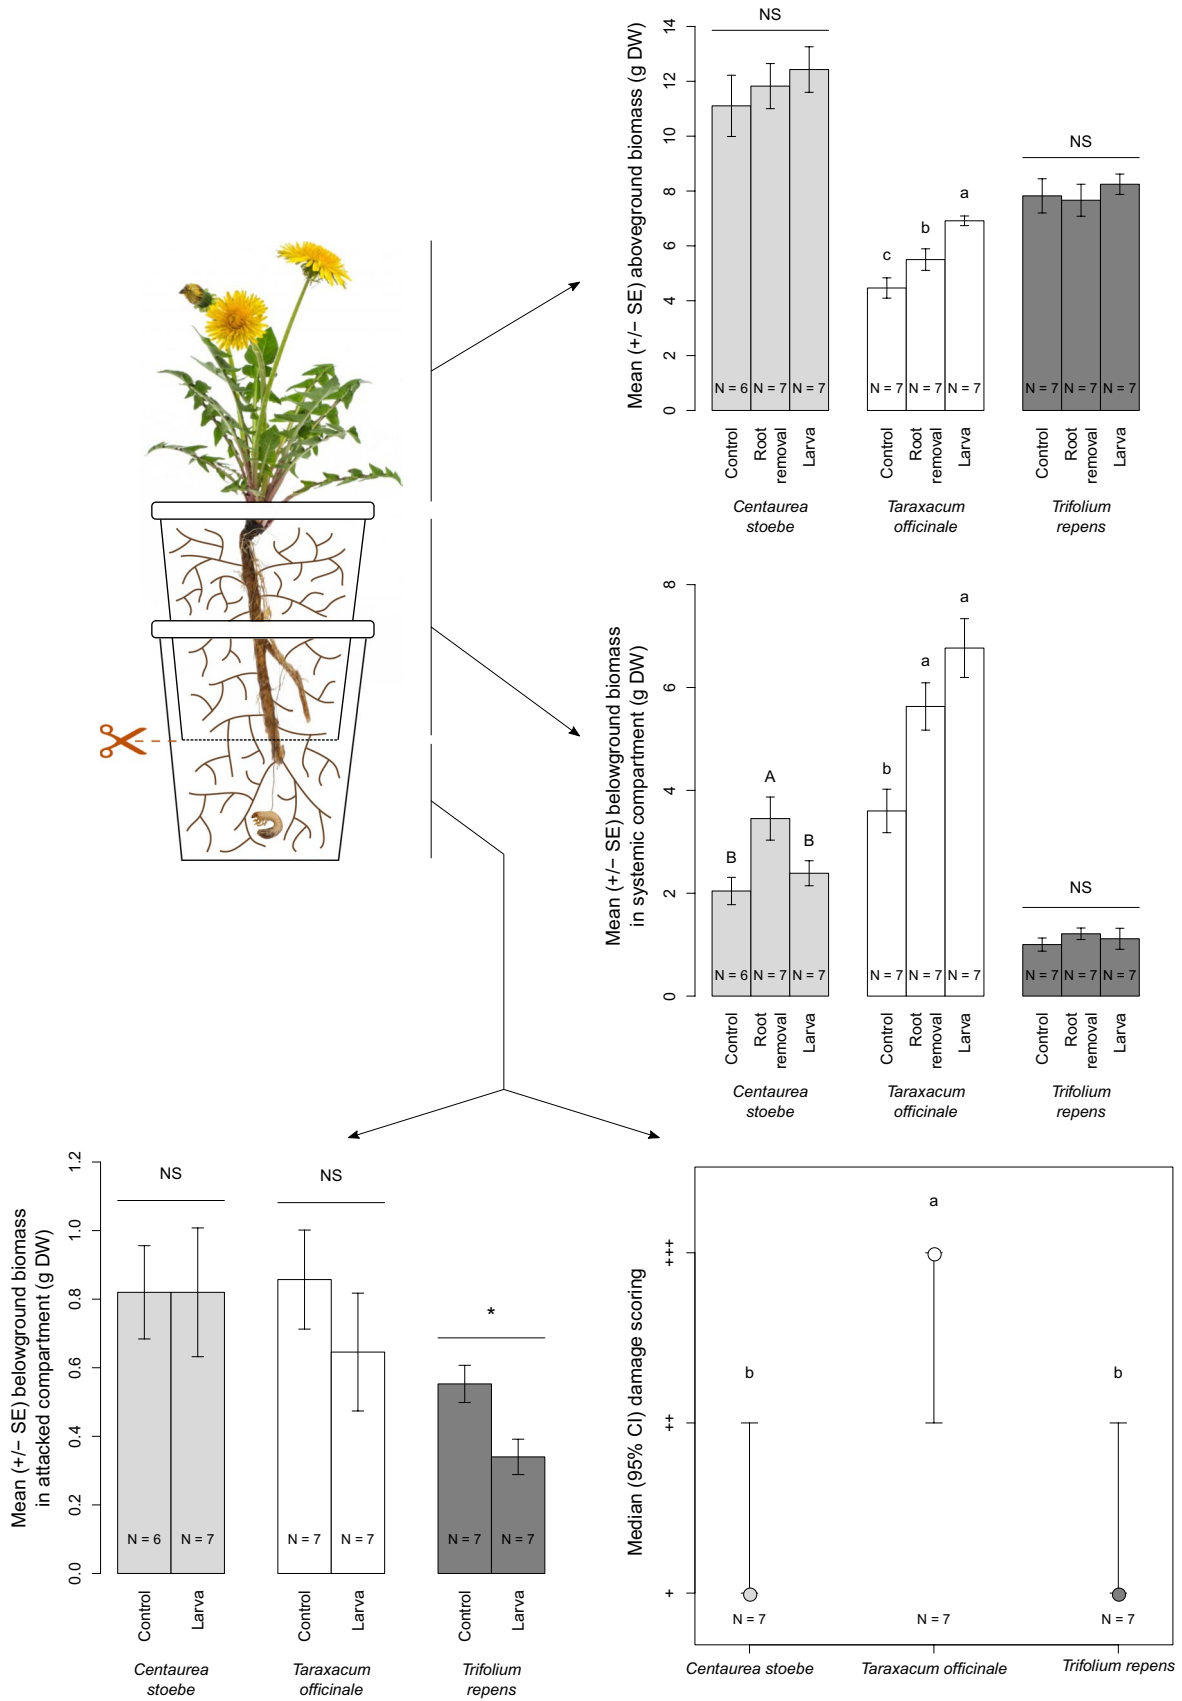 NS
Mean (+/− SE) aboveground biomass (g DW)
14
12
10
8
6
4
2
0
N = 6
N = 7
N = 7
Control
Root
removal
Larva
Centaurea
stoebe
c
b
a
N = 7
N = 7
N = 7
Control
Root
removal
Larva
Taraxacum
officinale
NS
N = 7
N = 7
N = 7
Control
Root
removal
Larva
Trifolium
repens
Mean (+/− SE) belowground biomass
in systemic compartment (g DW)
8
6
4
2
0
B
A
B
N = 6
N = 7
N = 7
Control
Root
removal
Larva
Centaurea
stoebe
b
a
a
N = 7
N = 7
N = 7
Control
Root
removal
Larva
Taraxacum
officinale
NS
N = 7
N = 7
N = 7
Control
Root
removal
Larva
Trifolium
repens
Mean (+/− SE) belowground biomass
in attacked compartment (g DW)
1.2
1.0
0.8
0.6
0.4
0.2
0.0
NS
N = 6
N = 7
Control
Larva
Centaurea
stoebe
NS
N = 7
N = 7
Control
Larva
Taraxacum
officinale
*
N = 7
N = 7
Control
Larva
Trifolium
repens
Median (95% CI) damage scoring
+++
++
+
b
a
b
N = 7
N = 7
N = 7
Centaurea stoebe
Taraxacum officinale
Trifolium repens